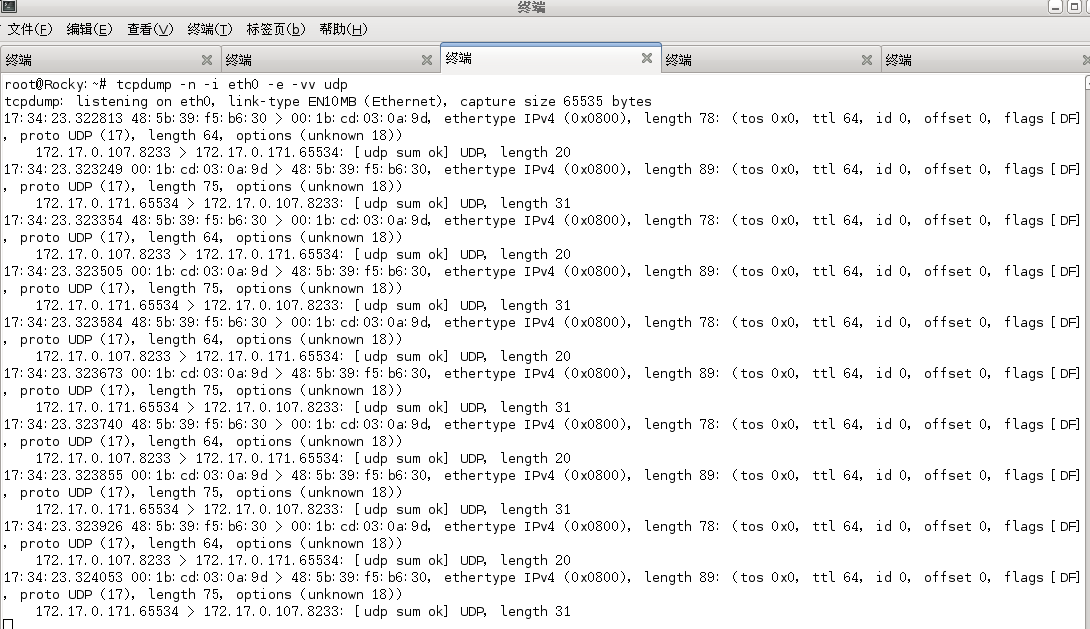 终端
文件(F) 编辑(E) 查看(V) 终端(T) 标签页(b) 帮助(H)
终端 终端 终端 终端 终端
root@Rocky:~# tcpdump -n -i eth0 -e -vv udp
tcpdump: listening on eth0, link-type EN10MB (Ethernet), capture size 65535 bytes
17:34:23.322813 48:5b:39:f5:b6:30 > 00:1b:cd:03:0a:9d, ethertype IPv4 (0x0800), length 78: (tos 0x0, ttl 64, id 0, offset 0, flags [DF]
, proto UDP (17), length 64, options (unknown 18))
    172.17.0.107.8233 > 172.17.0.171.65534: [udp sum ok] UDP, length 20
17:34:23.323249 00:1b:cd:03:0a:9d > 48:5b:39:f5:b6:30, ethertype IPv4 (0x0800), length 89: (tos 0x0, ttl 64, id 0, offset 0, flags [DF]
, proto UDP (17), length 75, options (unknown 18))
    172.17.0.171.65534 > 172.17.0.107.8233: [udp sum ok] UDP, length 31
17:34:23.323354 48:5b:39:f5:b6:30 > 00:1b:cd:03:0a:9d, ethertype IPv4 (0x0800), length 78: (tos 0x0, ttl 64, id 0, offset 0, flags [DF]
, proto UDP (17), length 64, options (unknown 18))
    172.17.0.107.8233 > 172.17.0.171.65534: [udp sum ok] UDP, length 20
17:34:23.323505 00:1b:cd:03:0a:9d > 48:5b:39:f5:b6:30, ethertype IPv4 (0x0800), length 89: (tos 0x0, ttl 64, id 0, offset 0, flags [DF]
, proto UDP (17), length 75, options (unknown 18))
    172.17.0.171.65534 > 172.17.0.107.8233: [udp sum ok] UDP, length 31
17:34:23.323584 48:5b:39:f5:b6:30 > 00:1b:cd:03:0a:9d, ethertype IPv4 (0x0800), length 78: (tos 0x0, ttl 64, id 0, offset 0, flags [DF]
, proto UDP (17), length 64, options (unknown 18))
    172.17.0.107.8233 > 172.17.0.171.65534: [udp sum ok] UDP, length 20
17:34:23.323673 00:1b:cd:03:0a:9d > 48:5b:39:f5:b6:30, ethertype IPv4 (0x0800), length 89: (tos 0x0, ttl 64, id 0, offset 0, flags [DF]
, proto UDP (17), length 75, options (unknown 18))
    172.17.0.171.65534 > 172.17.0.107.8233: [udp sum ok] UDP, length 31
17:34:23.323740 48:5b:39:f5:b6:30 > 00:1b:cd:03:0a:9d, ethertype IPv4 (0x0800), length 78: (tos 0x0, ttl 64, id 0, offset 0, flags [DF]
, proto UDP (17), length 64, options (unknown 18))
    172.17.0.107.8233 > 172.17.0.171.65534: [udp sum ok] UDP, length 20
17:34:23.323855 00:1b:cd:03:0a:9d > 48:5b:39:f5:b6:30, ethertype IPv4 (0x0800), length 89: (tos 0x0, ttl 64, id 0, offset 0, flags [DF]
, proto UDP (17), length 75, options (unknown 18))
    172.17.0.171.65534 > 172.17.0.107.8233: [udp sum ok] UDP, length 31
17:34:23.323926 48:5b:39:f5:b6:30 > 00:1b:cd:03:0a:9d, ethertype IPv4 (0x0800), length 78: (tos 0x0, ttl 64, id 0, offset 0, flags [DF]
, proto UDP (17), length 64, options (unknown 18))
    172.17.0.107.8233 > 172.17.0.171.65534: [udp sum ok] UDP, length 20
17:34:23.324053 00:1b:cd:03:0a:9d > 48:5b:39:f5:b6:30, ethertype IPv4 (0x0800), length 89: (tos 0x0, ttl 64, id 0, offset 0, flags [DF]
, proto UDP (17), length 75, options (unknown 18))
    172.17.0.171.65534 > 172.17.0.107.8233: [udp sum ok] UDP, length 31